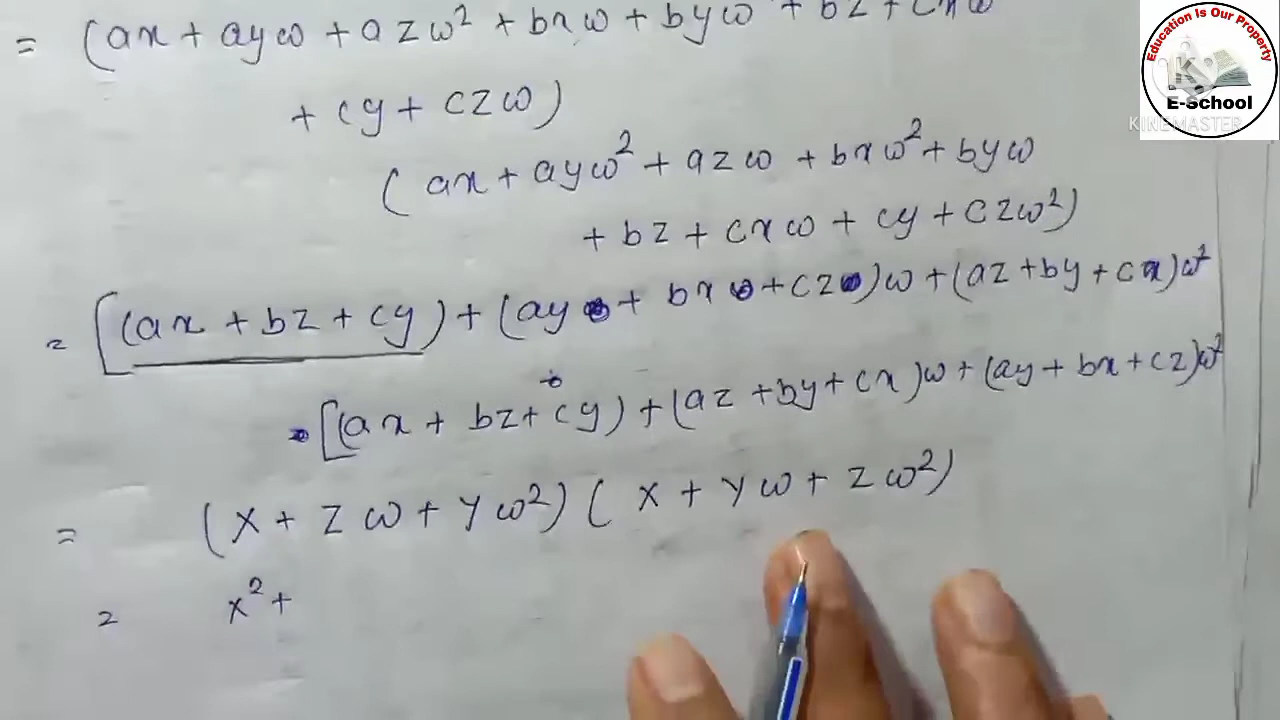 = (ax + ayω + azω² + bxω + byω + bz + cxω
+ cy + czω)
(ax + ayω² + azω + bxω² + byω
+ bz + cxω + cy + czω²)
= [(ax + bz + cy) + (ay + bx + cz)ω + (az + by + cx)ω²
[(ax + bz + cy) + (az + by + cx)ω + (ay + bx + cz)ω²
= (X + Zω + Yω²) (X + Yω + Zω²)
= X² +
Education Is Our Property
E-School
KINEMASTER